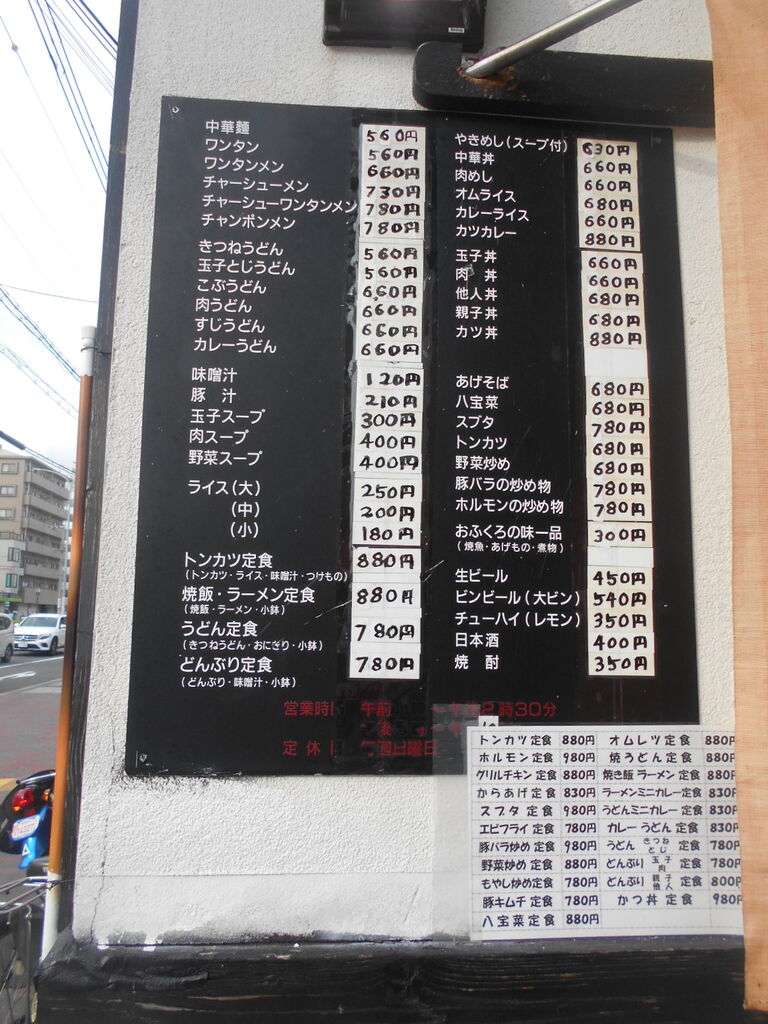 中華麺 560円
ワンタン 560円
ワンタンメン 660円
チャーシューメン 730円
チャーシューワンタンメン 780円
チャンポンメン 780円
きつねうどん 560円
玉子とじうどん 560円
こぶうどん 660円
肉うどん 660円
すじうどん 660円
カレーうどん 660円
味噌汁 120円
豚 汁 210円
玉子スープ 300円
肉スープ 400円
野菜スープ 400円
ライス(大) 250円
(中) 200円
(小) 180円
トンカツ定食 880円
(トンカツ・ライス・味噌汁・つけもの)
焼飯・ラーメン定食 880円
(焼飯・ラーメン・小鉢)
うどん定食 780円
(きつねうどん・おにぎり・小鉢)
どんぶり定食 780円
(どんぶり・味噌汁・小鉢)
やきめし(スープ付) 630円
中華丼 660円
肉めし 660円
オムライス 680円
カレーライス 660円
カツカレー 880円
玉子丼 660円
肉 丼 660円
他人丼 680円
親子丼 680円
カツ丼 880円
あげそば 680円
八宝菜 680円
スブタ 780円
トンカツ 680円
野菜炒め 680円
豚バラの炒め物 780円
ホルモンの炒め物 780円
おふくろの味一品 300円
(焼魚・あげもの・煮物)
生ビール 450円
ビンビール(大ビン) 540円
チューハイ(レモン) 350円
日本酒 400円
焼 酎 350円
営業時 午前 2時30分
午後
定休 日曜日
トンカツ定食 880円 オムレツ定食 880円
ホルモン定食 980円 焼うどん定食 880円
グリルチキン定食 880円 焼き飯ラーメン定食 880円
からあげ定食 830円 ラーメンミニカレー定食 830円
スブタ定食 980円 うどんミニカレー定食 830円
エビフライ定食 780円 カレーうどん定食 830円
豚バラ炒め定食 980円 うどん きつね とじ 定食 780円
野菜炒め定食 880円 どんぶり 玉子 肉 定食 780円
もやし炒め定食 780円 どんぶり 親子 他人 定食 800円
豚キムチ定食 780円 かつ丼定食 980円
八宝菜定食 880円